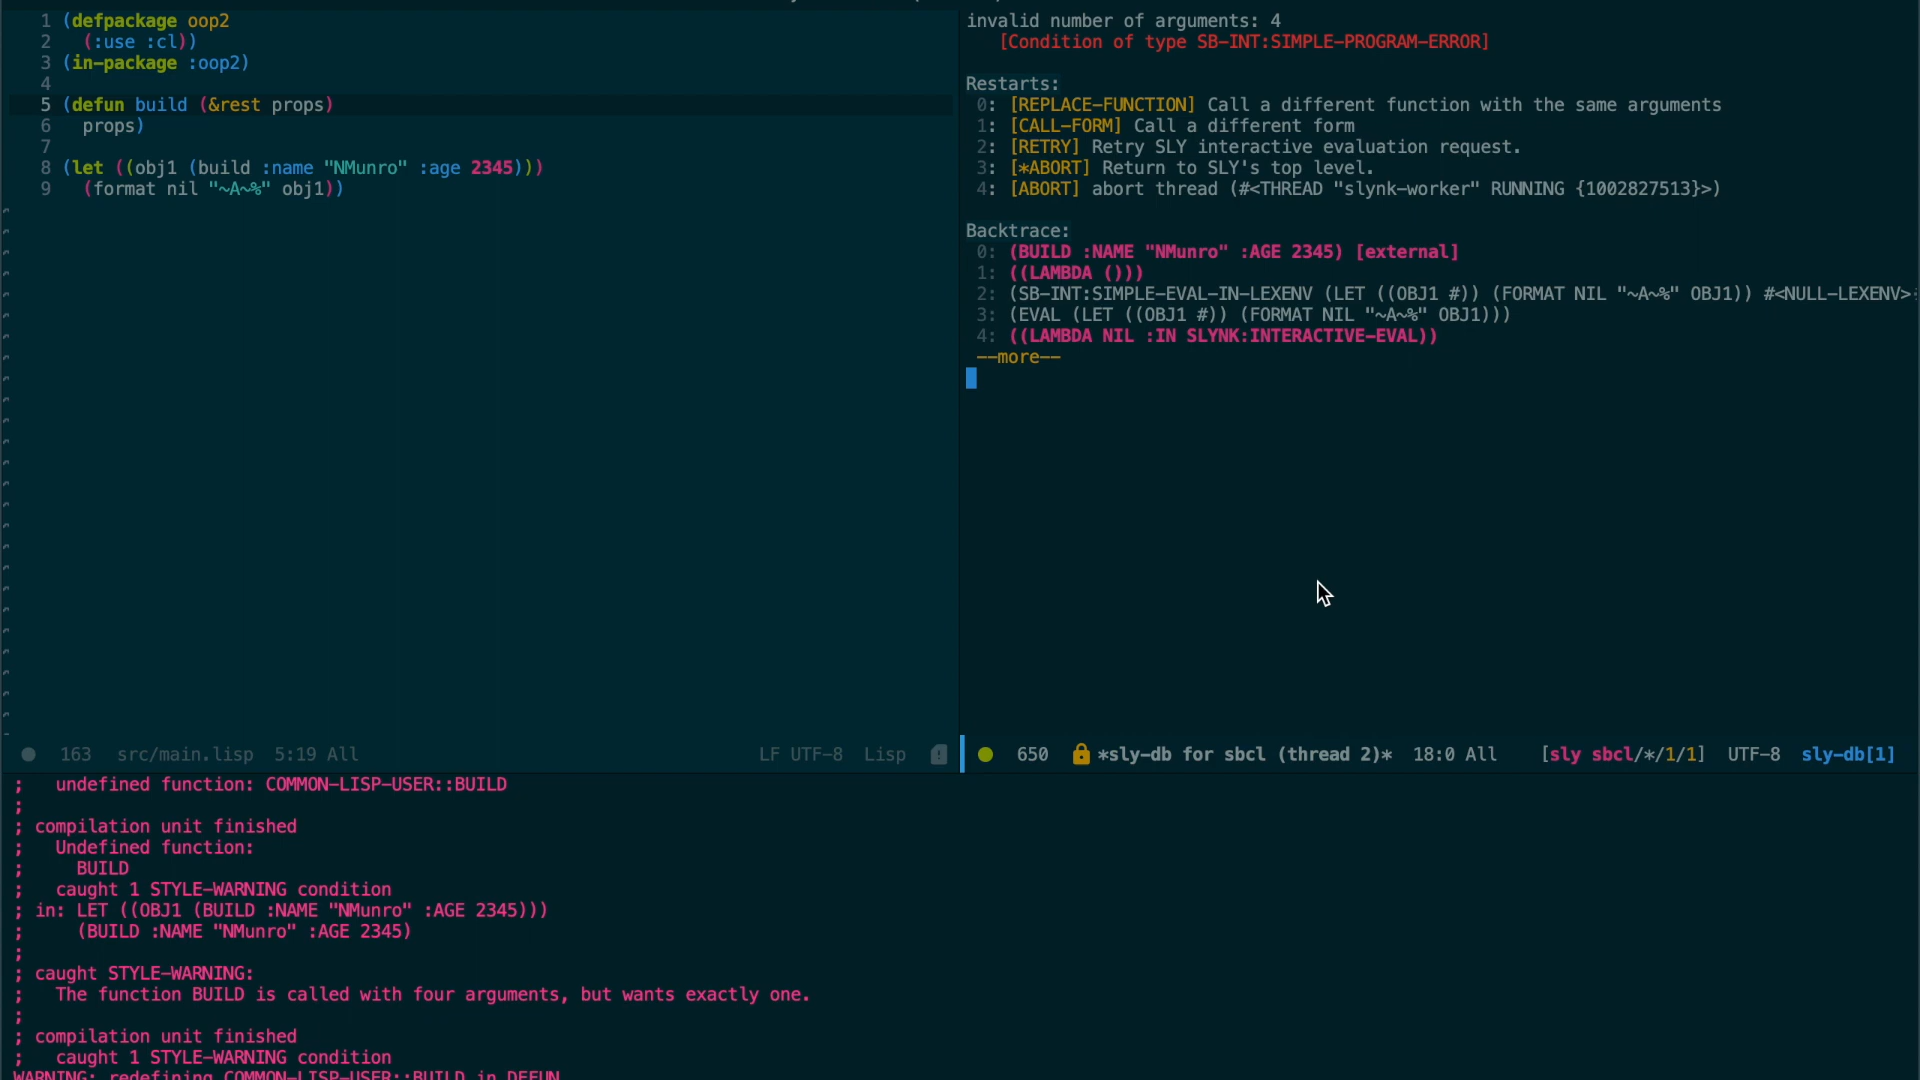 1 (defpackage oop2
2   (:use :cl))
3 (in-package :oop2)
4
5 (defun build (&rest props)
6   props)
7
8 (let ((obj1 (build :name "NMunro" :age 2345)))
9   (format nil "~A~%" obj1))
163 src/main.lisp 5:19 All LF UTF-8 Lisp
invalid number of arguments: 4
[Condition of type SB-INT:SIMPLE-PROGRAM-ERROR]
Restarts:
0: [REPLACE-FUNCTION] Call a different function with the same arguments
1: [CALL-FORM] Call a different form
2: [RETRY] Retry SLY interactive evaluation request.
3: [*ABORT] Return to SLY's top level.
4: [ABORT] abort thread (#<THREAD "slynk-worker" RUNNING {1002827513}>)
Backtrace:
0: (BUILD :NAME "NMunro" :AGE 2345) [external]
1: ((LAMBDA ()))
2: (SB-INT:SIMPLE-EVAL-IN-LEXENV (LET ((OBJ1 #)) (FORMAT NIL "~A~%" OBJ1)) #<NULL-LEXENV>
3: (EVAL (LET ((OBJ1 #)) (FORMAT NIL "~A~%" OBJ1)))
4: ((LAMBDA NIL :IN SLYNK:INTERACTIVE-EVAL))
--more--
650 *sly-db for sbcl (thread 2)* 18:0 All [sly sbcl/*/1/1] UTF-8 sly-db[1]
;   undefined function: COMMON-LISP-USER::BUILD
;
; compilation unit finished
;   Undefined function:
;     BUILD
;   caught 1 STYLE-WARNING condition
; in: LET ((OBJ1 (BUILD :NAME "NMunro" :AGE 2345)))
;     (BUILD :NAME "NMunro" :AGE 2345)
;
; caught STYLE-WARNING:
;   The function BUILD is called with four arguments, but wants exactly one.
;
; compilation unit finished
;   caught 1 STYLE-WARNING condition
WARNING: redefining COMMON-LISP-USER::BUILD in DEFUN